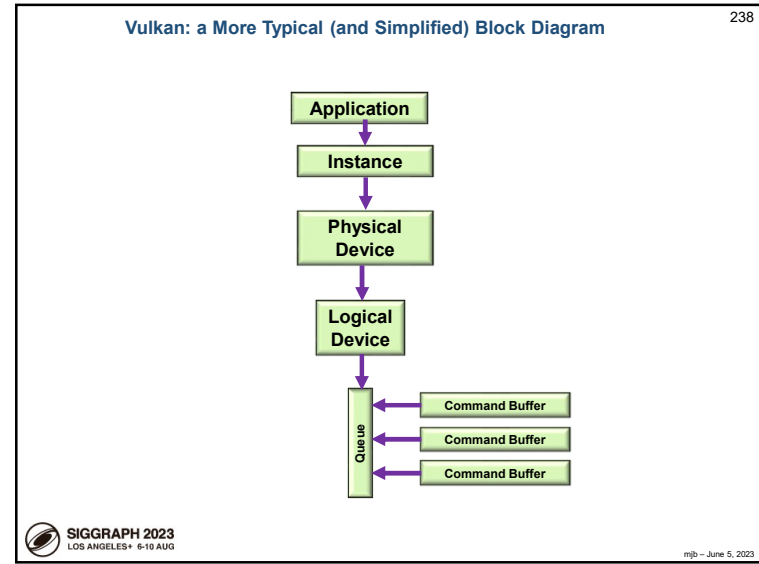 238
Vulkan: a More Typical (and Simplified) Block Diagram
Application
Instance
Physical
Device
Logical
Device
Queue
Command Buffer
Command Buffer
Command Buffer
SIGGRAPH 2023
LOS ANGELES+ 6-10 AUG
mjb – June 5, 2023